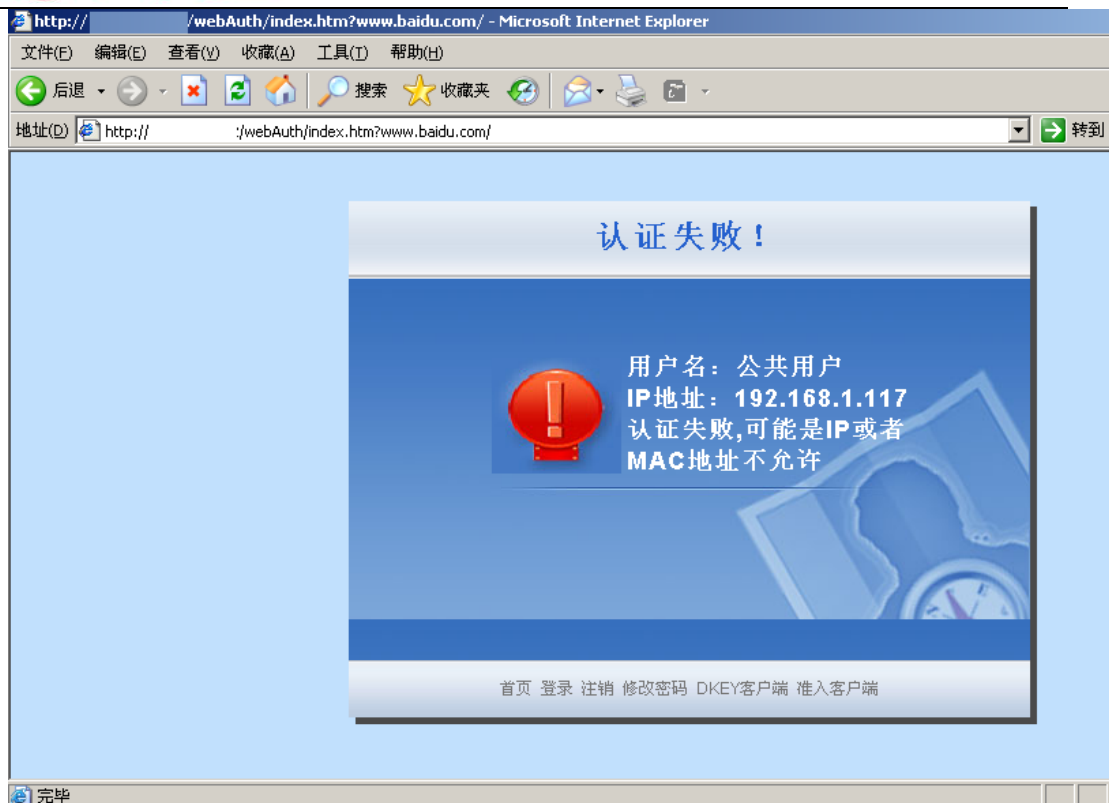 http:// /webAuth/index.htm?www.baidu.com/ - Microsoft Internet Explorer
文件(F) 编辑(E) 查看(V) 收藏(A) 工具(T) 帮助(H)
后退 搜索 收藏夹
地址(D) http:// :/webAuth/index.htm?www.baidu.com/ 转到
认证失败！
用户名：公共用户
IP地址：192.168.1.117
认证失败,可能是IP或者
MAC地址不允许
首页 登录 注销 修改密码 DKEY客户端 准入客户端
完毕